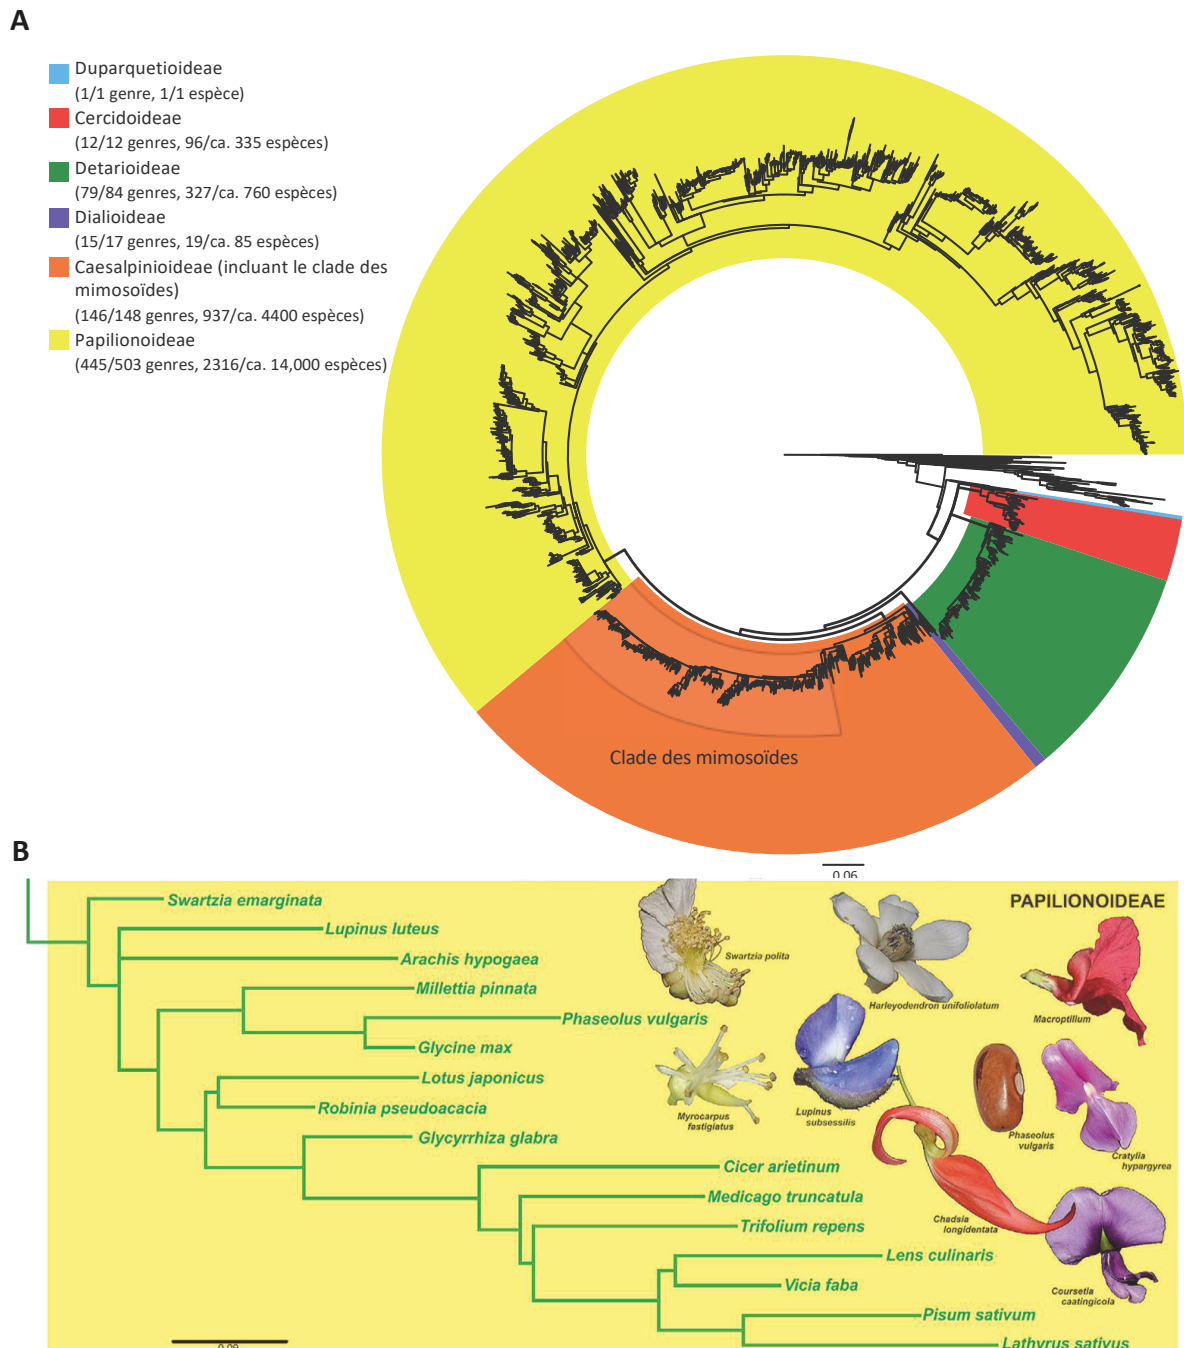 A
Duparquetioideae
(1/1 genre, 1/1 espèce)
Cercidoideae
(12/12 genres, 96/ca. 335 espèces)
Detarioideae
(79/84 genres, 327/ca. 760 espèces)
Dialioideae
(15/17 genres, 19/ca. 85 espèces)
Caesalpinioideae (incluant le clade des
mimosoïdes)
(146/148 genres, 937/ca. 4400 espèces)
Papilionoideae
(445/503 genres, 2316/ca. 14,000 espèces)
Clade des mimosoïdes
0.06
B
PAPILIONOIDEAE
Swartzia emarginata
Lupinus luteus
Arachis hypogaea
Millettia pinnata
Phaseolus vulgaris
Glycine max
Lotus japonicus
Robinia pseudoacacia
Glycyrrhiza glabra
Cicer arietinum
Medicago truncatula
Trifolium repens
Lens culinaris
Vicia faba
Pisum sativum
Lathyrus sativus
Swartzia polita
Harleyodendron unifoliolatum
Macroptilium
Myrocarpus
fastigiatus
Lupinus
subsessilis
Phaseolus
vulgaris
Cratylia
hypargyrea
Chadsia
longidentata
Coursetia
caatingicola